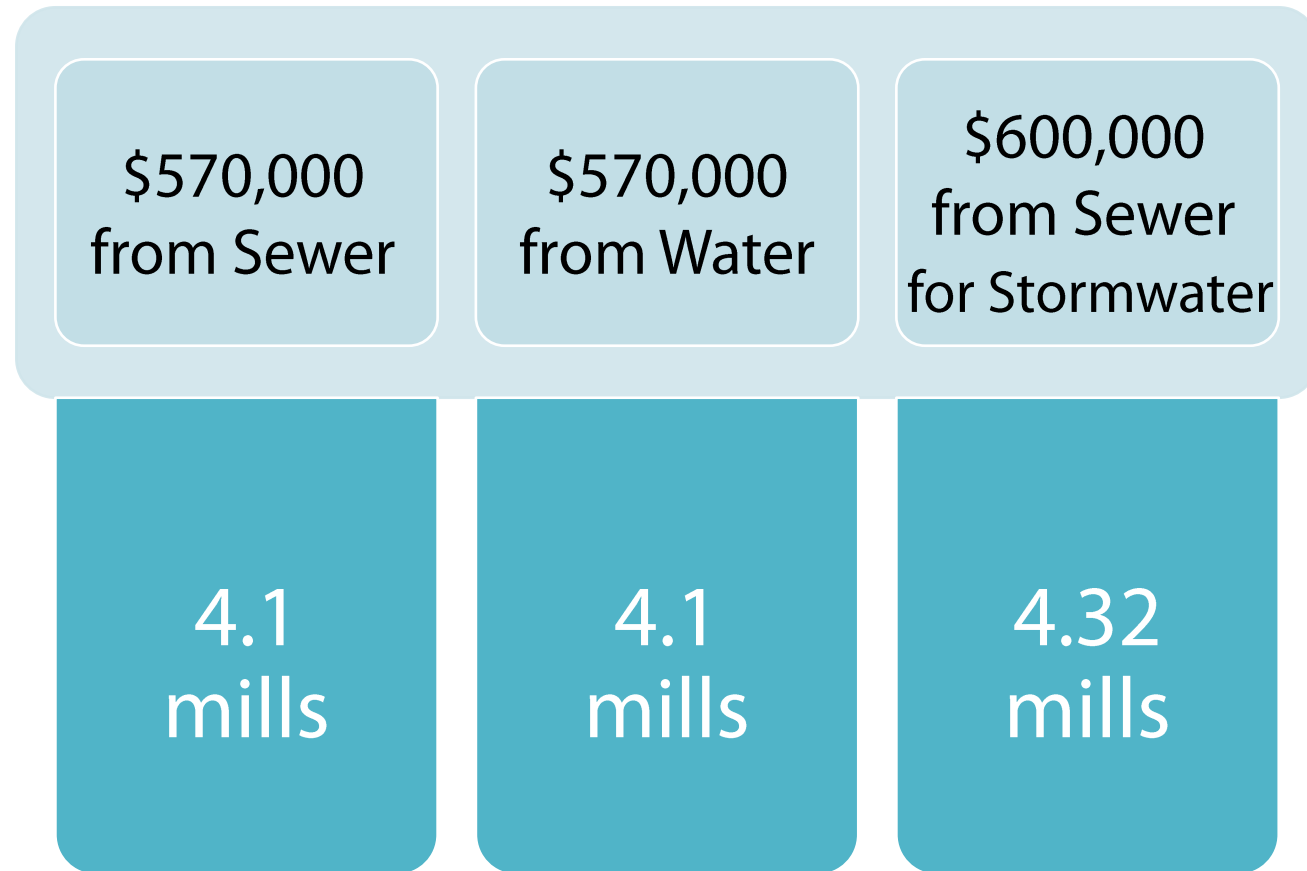 $570,000
from Sewer
$570,000
from Water
$600,000
from Sewer
for Stormwater
4.1
mills
4.1
mills
4.32
mills